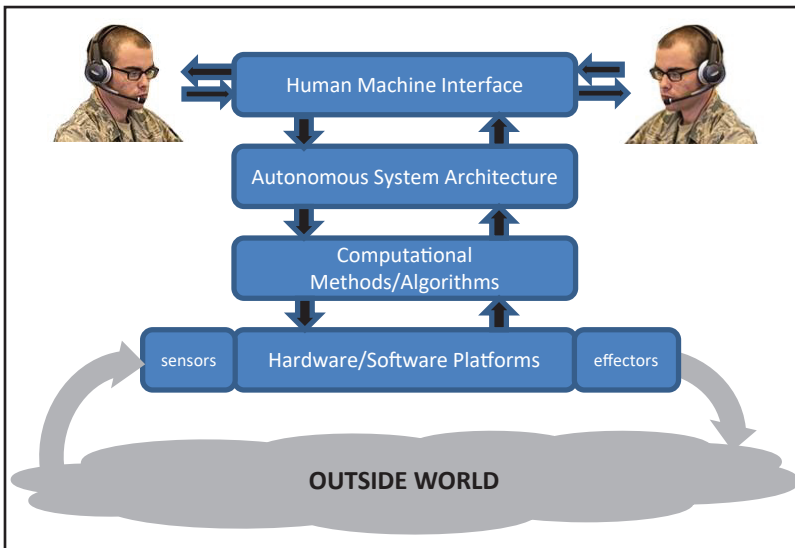 Human Machine Interface
Autonomous System Architecture
Computational
Methods/Algorithms
sensors
Hardware/Software Platforms
effectors
OUTSIDE WORLD